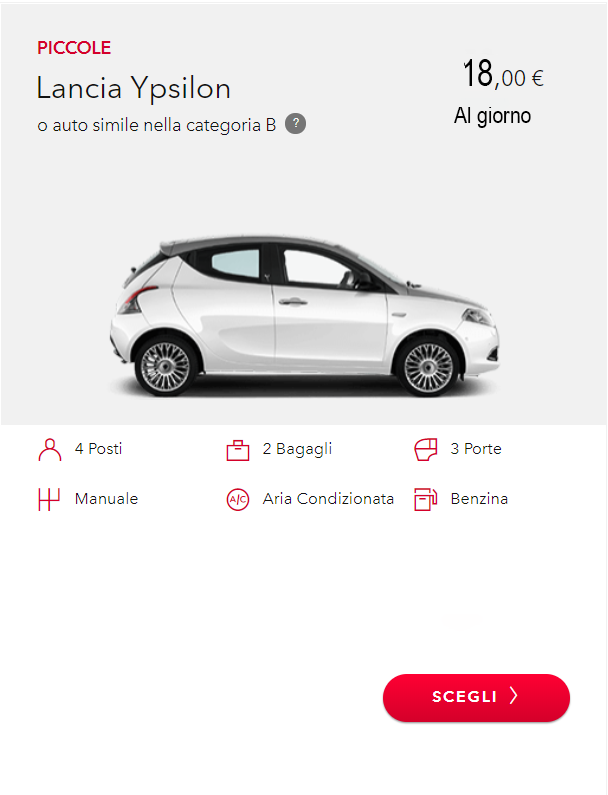 PICCOLE
Lancia Ypsilon
18,00 €
o auto simile nella categoria B ?
Al giorno
4 Posti
2 Bagagli
3 Porte
Manuale
A/C Aria Condizionata
Benzina
SCEGLI